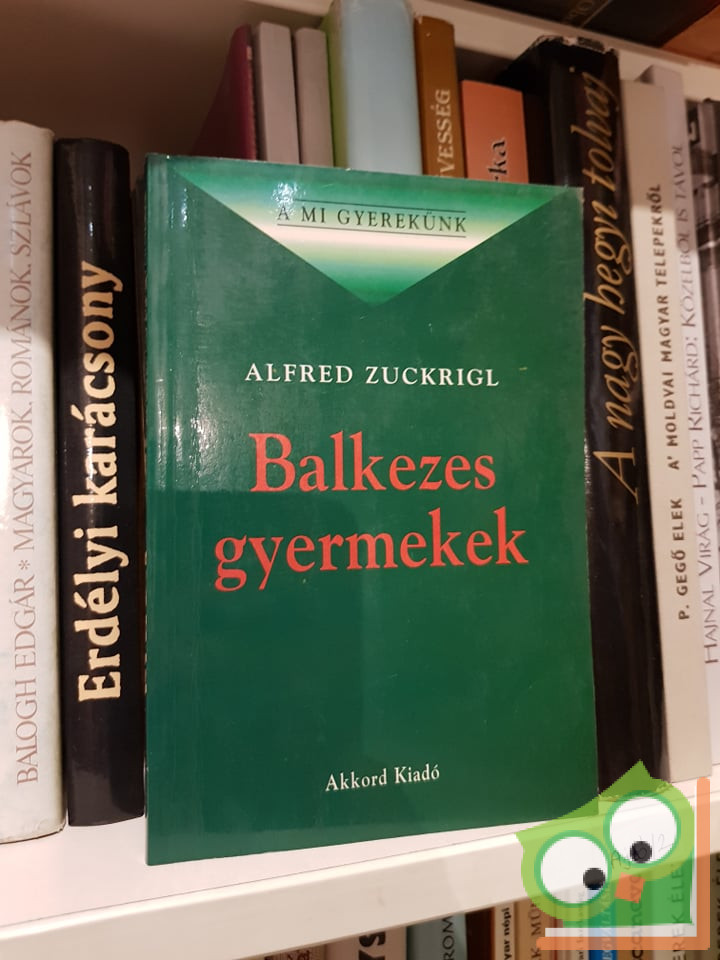 A MI GYEREKÜNK
ALFRED ZUCKRIGL
Balkezes
gyermekek
Akkord Kiadó
BALOGH EDGÁR * MAGYAROK, ROMÁNOK, SZLÁVOK
Erdélyi karácsony
A nagy hegyi tolvaj
P. GEGŐ ELEK A' MOLDVAI MAGYAR TELEPEKRŐL
HAJNAL VIRÁG – PAPP RICHÁRD: KÖZELBŐL IS TÁVOL